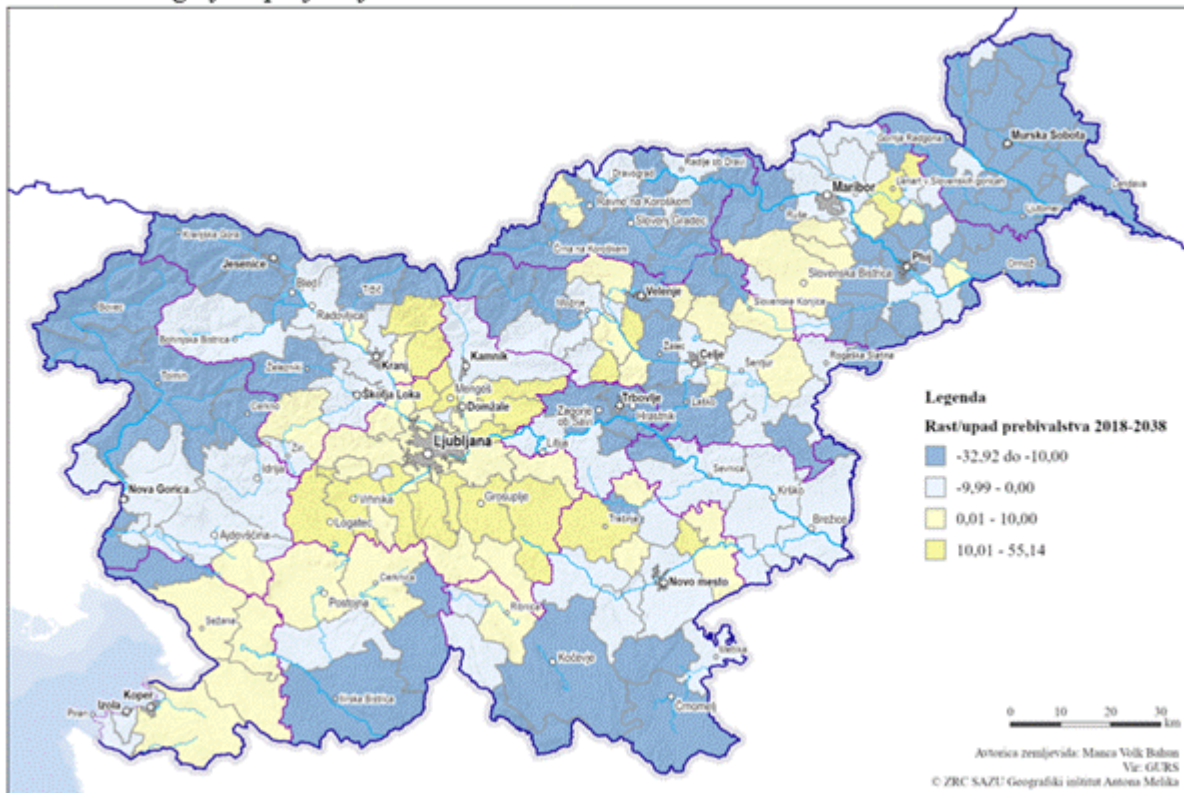 Murska Sobota
Gornja Radgona
Radlje ob Dravi
Dravograd
Maribor
Lenart v Slovenskih goricah
Lendava
Ravne na Koroškem
Ruše
Ljutomer
Slovenj Gradec
Kranjska Gora
Črna na Koroškem
Ptuj
Ormož
Jesenice
Slovenska Bistrica
Bled
Tržič
Velenje
Bovec
Radovljica
Mozirje
Slovenske Konjice
Bohinjska Bistrica
Žalec
Celje
Rogaška Slatina
Kranj
Kamnik
Šentjur
Železniki
Tolmin
Škofja Loka
Mengeš
Domžale
Trbovlje
Laško
Zagorje
ob Savi
Hrastnik
Cerkno
Ljubljana
Litija
Žiri
Idrija
Sevnica
Nova Gorica
Vrhnika
Grosuplje
Krško
Logatec
Trebnje
Brežice
Ajdovščina
Cerknica
Novo mesto
Postojna
Ribnica
Sežana
Metlika
Kočevje
Ilirska Bistrica
Črnomelj
Koper
Izola
Piran
Legenda
Rast/upad prebivalstva 2018-2038
-32,92 do -10,00
-9,99 - 0,00
0,01 - 10,00
10,01 - 55,14
0 10 20 30
km
Avtorica zemljevida: Manca Volk Bahun
Vir: GURS
© ZRC SAZU Geografski inštitut Antona Melika